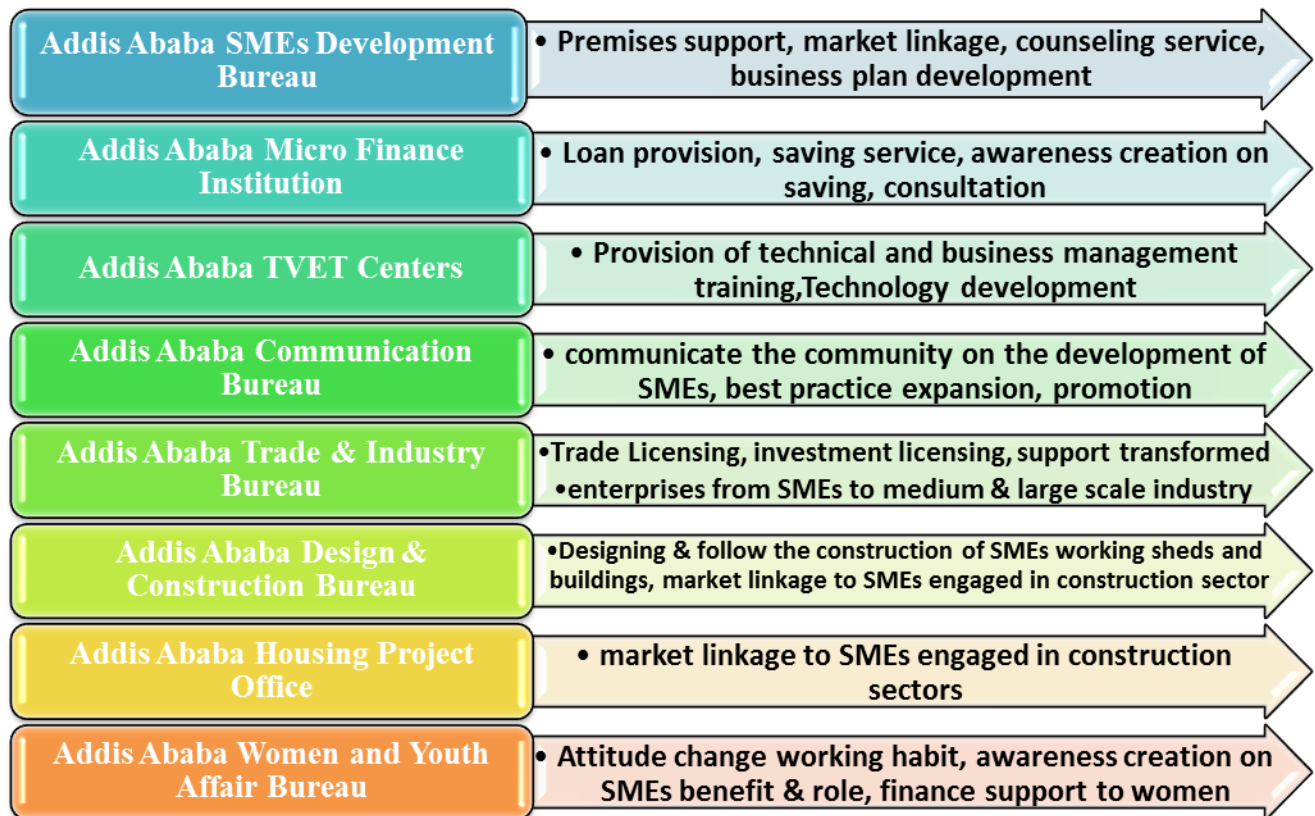 Addis Ababa SMEs Development
Bureau
• Premises support, market linkage, counseling service,
business plan development
Addis Ababa Micro Finance
Institution
• Loan provision, saving service, awareness creation on
saving, consultation
Addis Ababa TVET Centers
• Provision of technical and business management
training,Technology development
Addis Ababa Communication
Bureau
• communicate the community on the development of
SMEs, best practice expansion, promotion
Addis Ababa Trade & Industry
Bureau
•Trade Licensing, investment licensing, support transformed
•enterprises from SMEs to medium & large scale industry
Addis Ababa Design &
Construction Bureau
•Designing & follow the construction of SMEs working sheds and
buildings, market linkage to SMEs engaged in construction sector
Addis Ababa Housing Project
Office
• market linkage to SMEs engaged in construction
sectors
Addis Ababa Women and Youth
Affair Bureau
• Attitude change working habit, awareness creation on
SMEs benefit & role, finance support to women